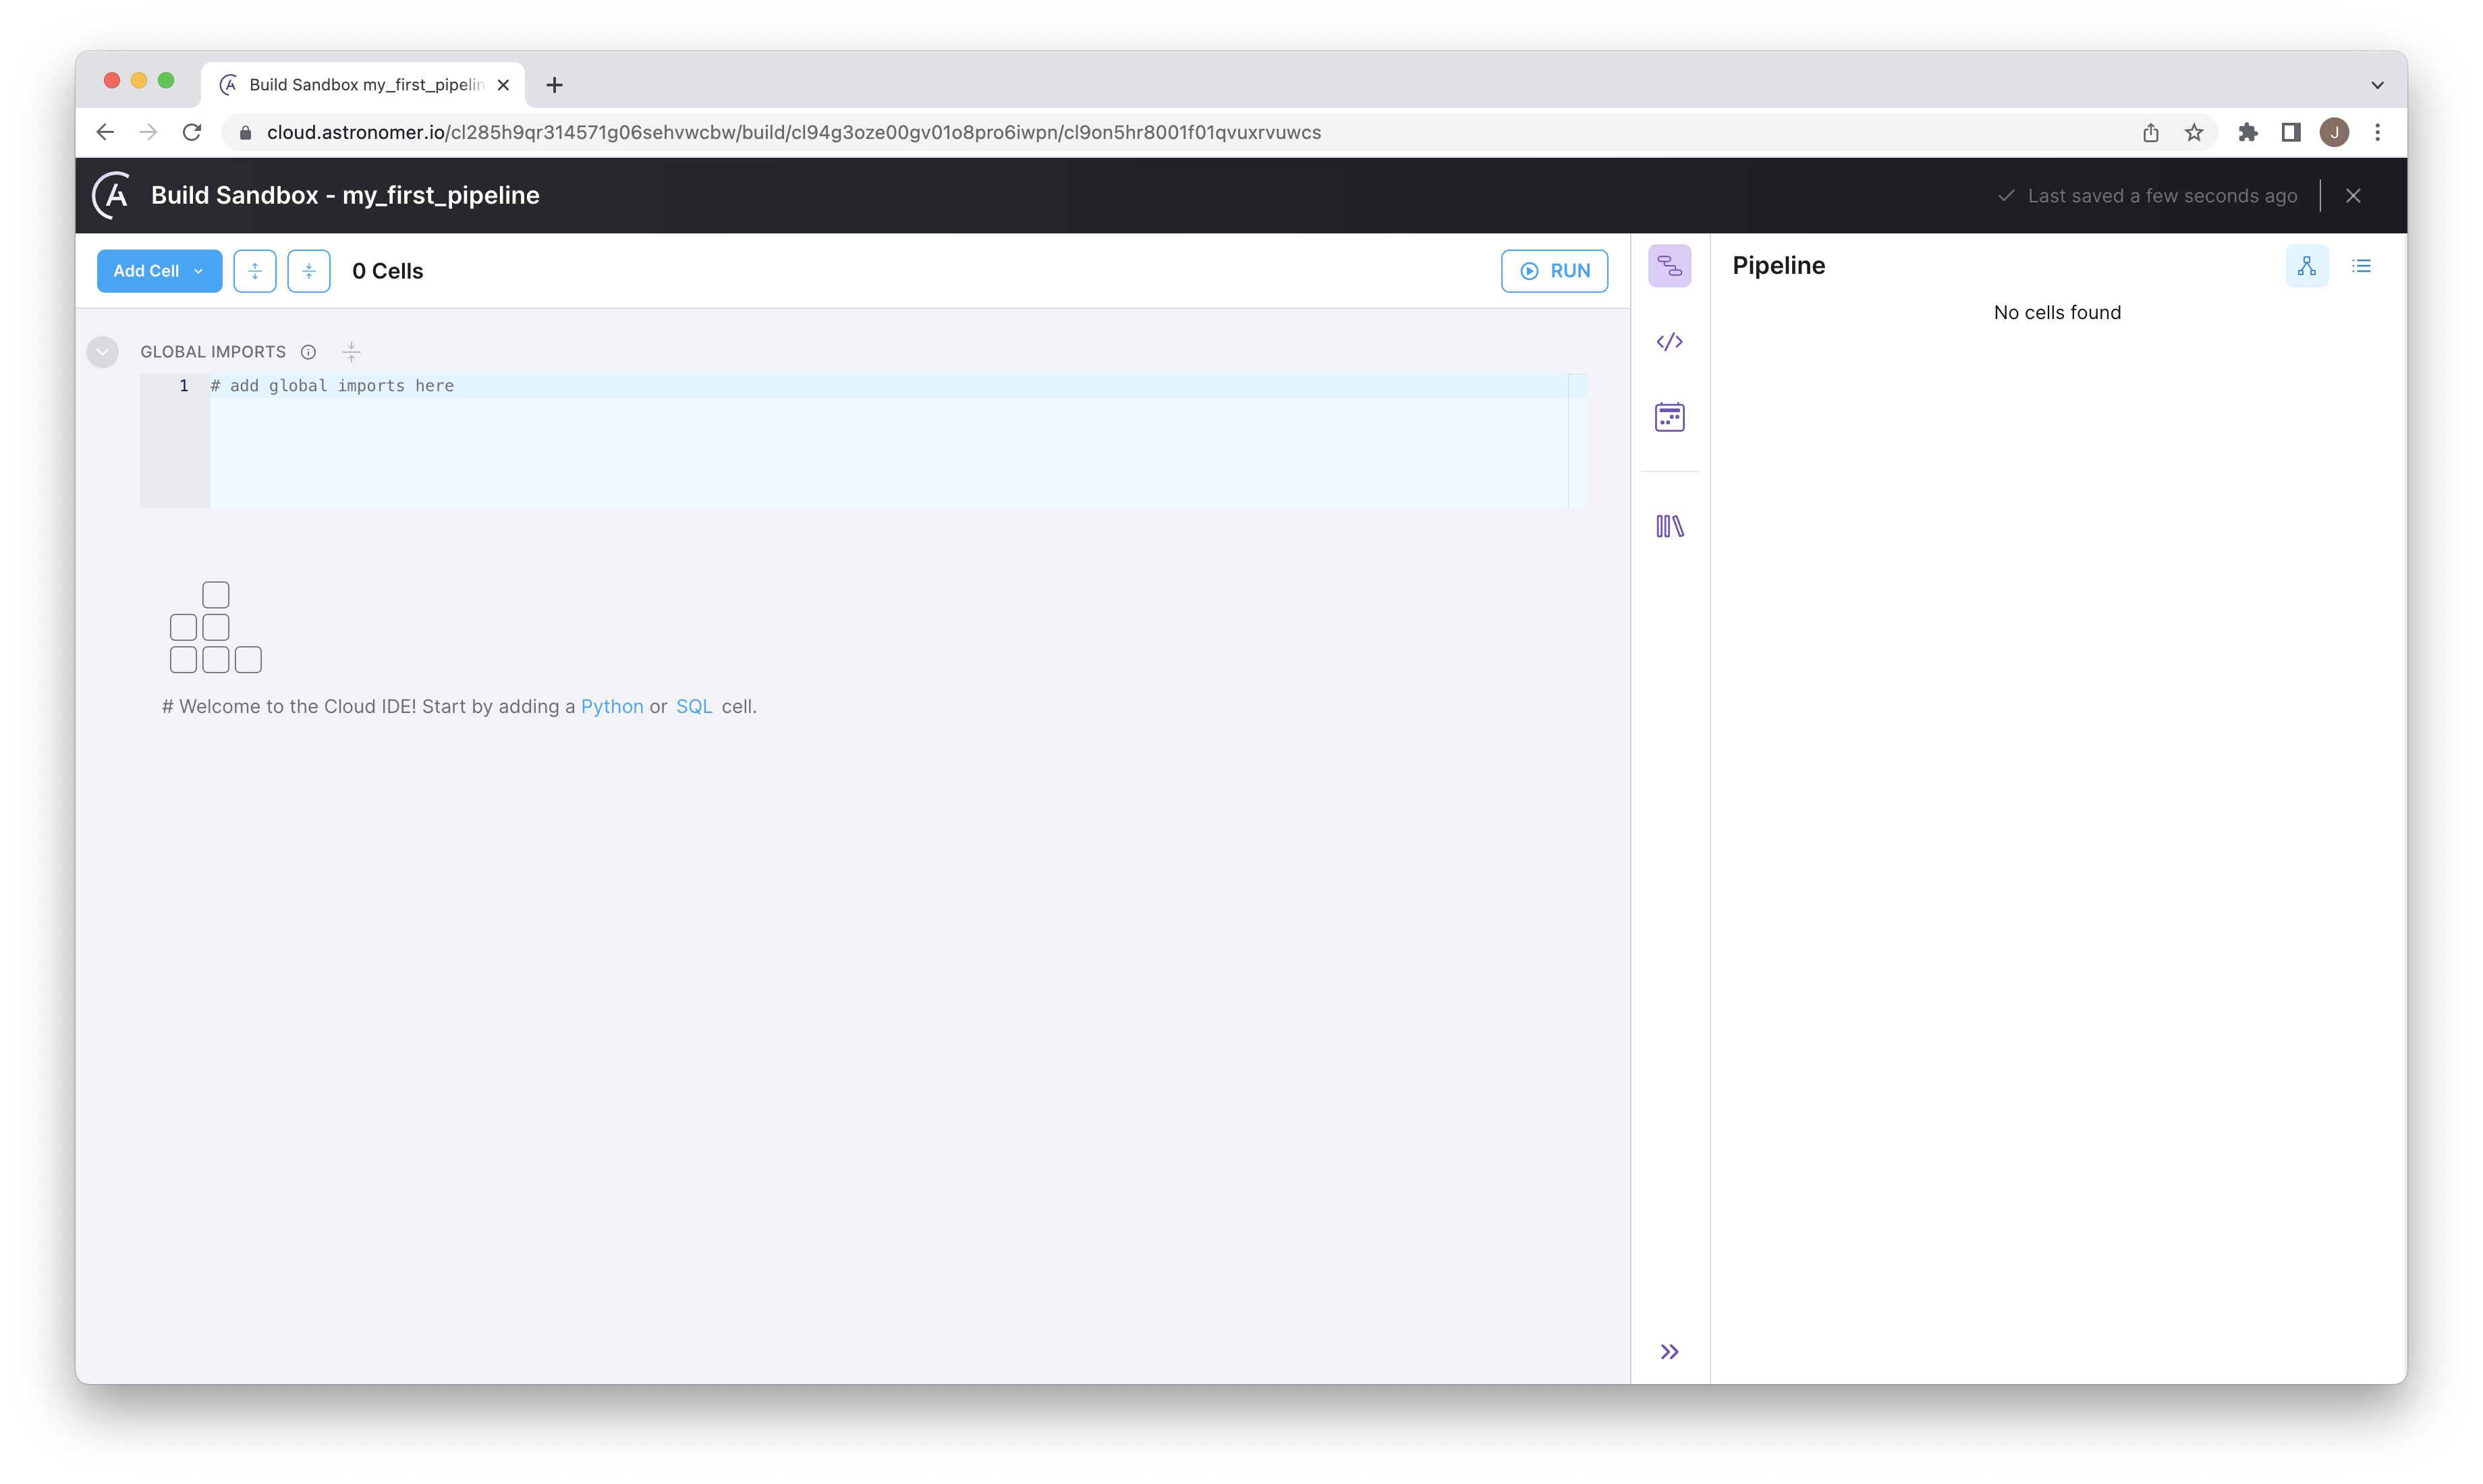 Build Sandbox my_first_pipelin
cloud.astronomer.io/cl285h9qr314571g06sehvwcbw/build/cl94g3oze00gv01o8pro6iwpn/cl9on5hr8001f01qvuxrvuwcs
J
Build Sandbox - my_first_pipeline
Last saved a few seconds ago
Add Cell
0 Cells
RUN
Pipeline
No cells found
GLOBAL IMPORTS
1 # add global imports here
# Welcome to the Cloud IDE! Start by adding a Python or SQL cell.